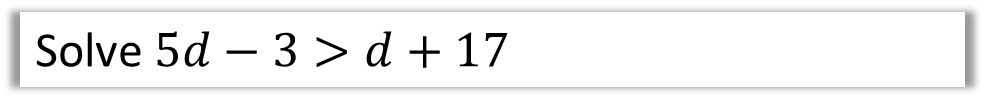 Solve 5𝑑 − 3 > 𝑑 + 17